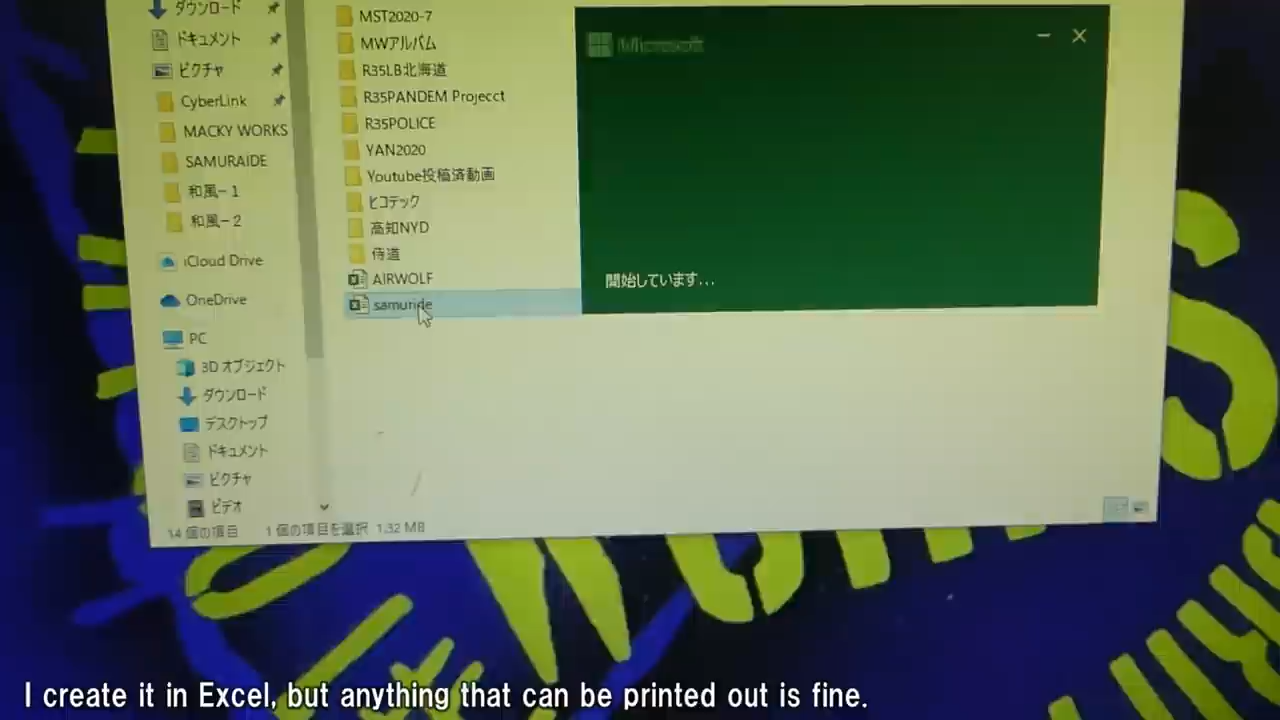 ダウンロード
ドキュメント
ピクチャ
CyberLink
MACKY WORKS
SAMURAIDE
和風－１
和風－２
iCloud Drive
OneDrive
PC
3D オブジェクト
ダウンロード
デスクトップ
ドキュメント
ピクチャ
ビデオ
14 個の項目 1 個の項目を選択 1.32 MB
MST2020-7
MWアルバム
R35LB北海道
R35PANDEM Projecct
R35POLICE
YAN2020
Youtube投稿済動画
ヒコテック
高知NYD
侍道
AIRWOLF
samuride
Microsoft
開始しています...
I create it in Excel, but anything that can be printed out is fine.